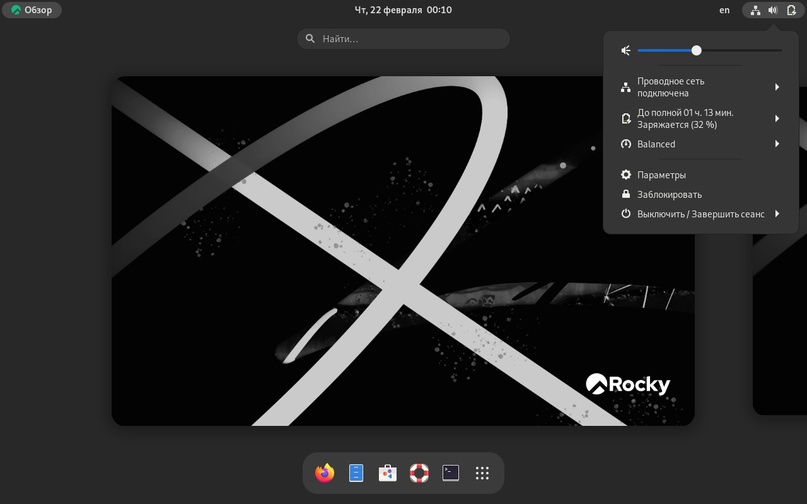 Обзор
Чт, 22 февраля 00:10
en
Найти…
Проводное сеть
подключена
До полной 01 ч. 13 мин.
Заряжается (32 %)
Balanced
Параметры
Заблокировать
Выключить / Завершить сеанс
Rocky